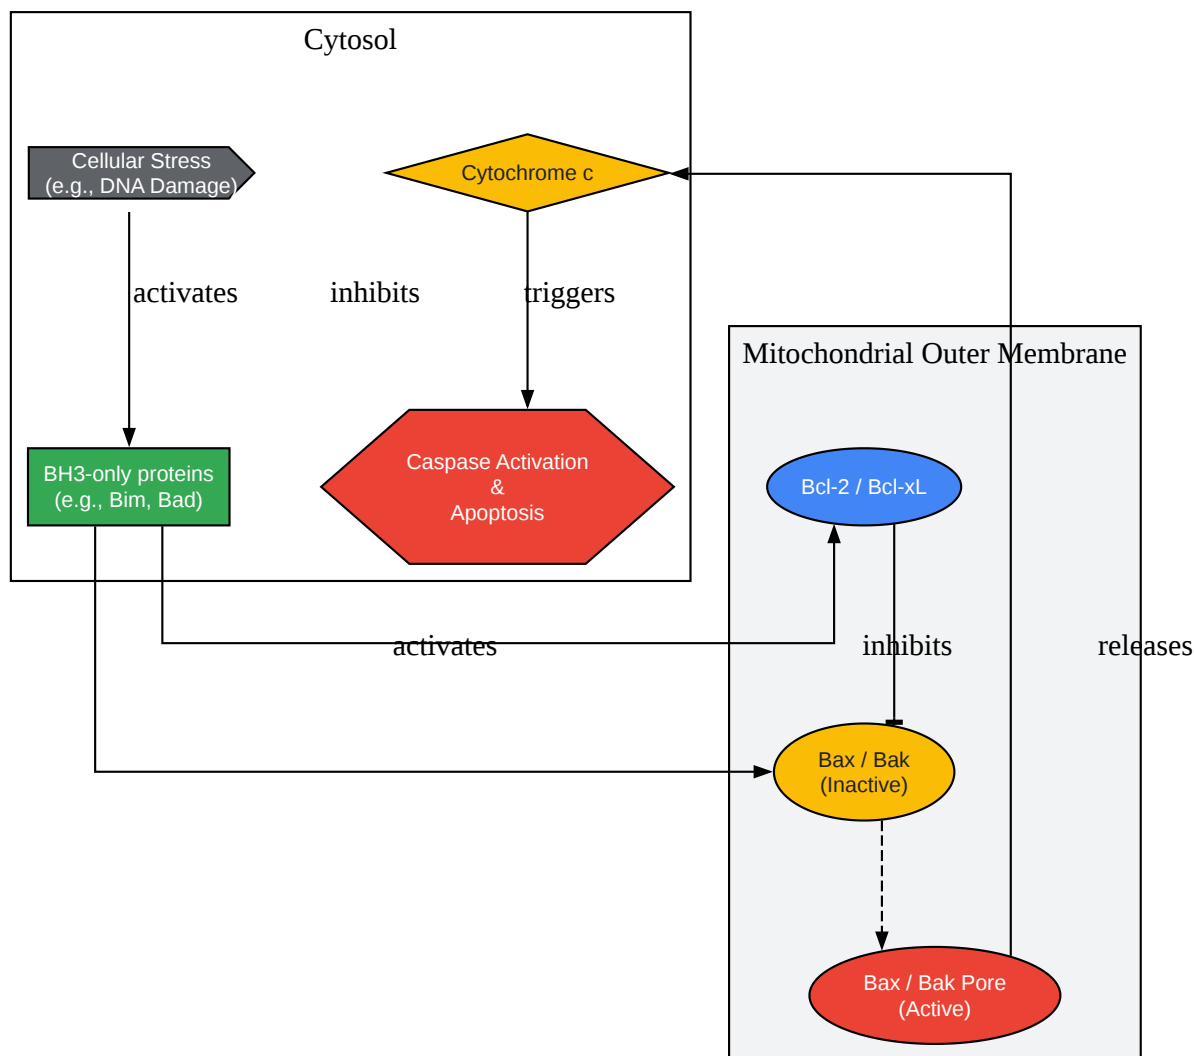 Cytosol
Cellular Stress
(e.g., DNA Damage)
Cytochrome c
activates
inhibits
triggers
Mitochondrial Outer Membrane
BH3-only proteins
(e.g., Bim, Bad)
Caspase Activation
&
Apoptosis
Bcl-2 / Bcl-xL
activates
inhibits
releases
Bax / Bak
(Inactive)
Bax / Bak Pore
(Active)